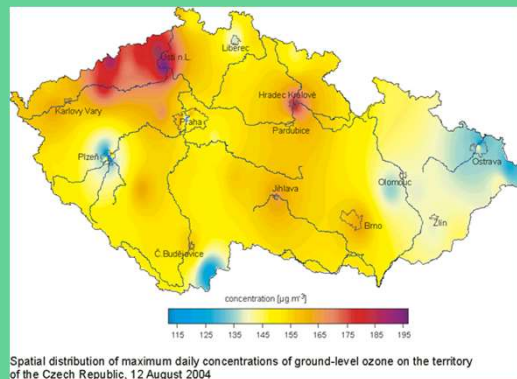 Liberec
Ústí n L.
Karlovy Vary
Hradec Králové
Praha
Pardubice
Plzeň
Ostrava
Olomouc
Jihlava
Brno
Zlín
Č.Budějovice
concentration [µg.m⁻³]
115 125 135 145 155 165 175 185 195
Spatial distribution of maximum daily concentrations of ground-level ozone on the territory
of the Czech Republic, 12 August 2004